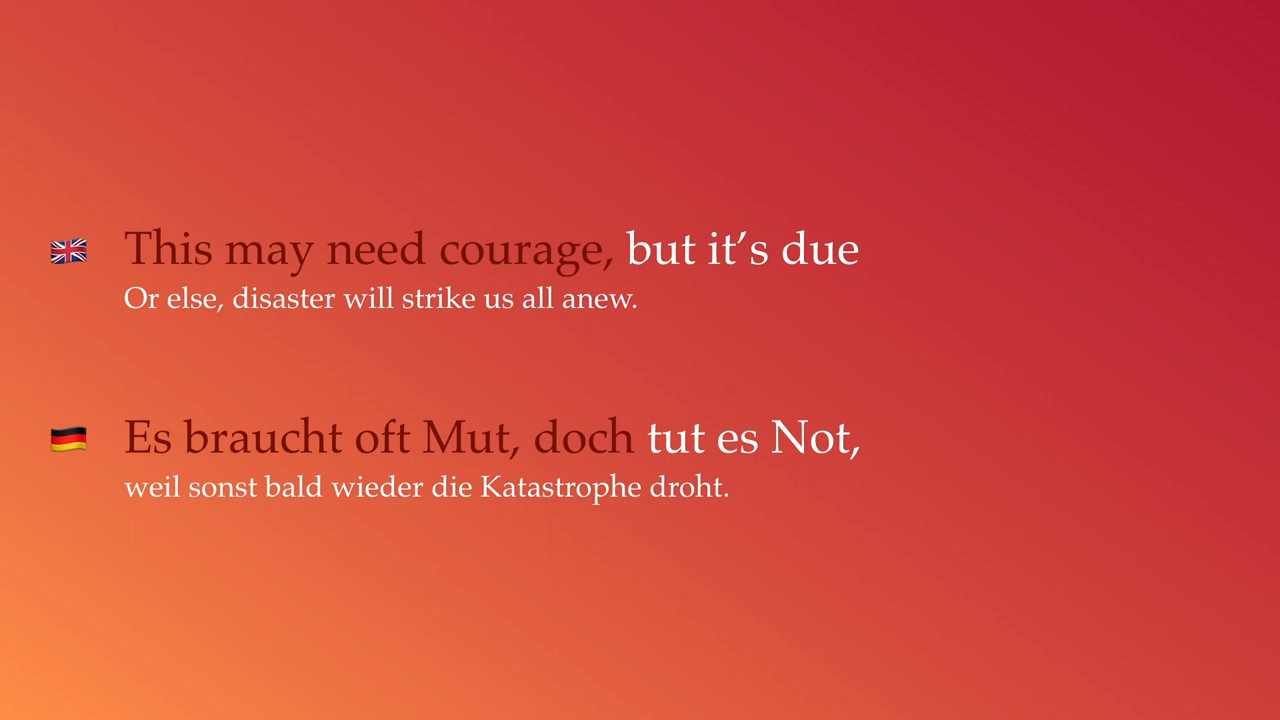 This may need courage, but it’s due
Or else, disaster will strike us all anew.
Es braucht oft Mut, doch tut es Not,
weil sonst bald wieder die Katastrophe droht.